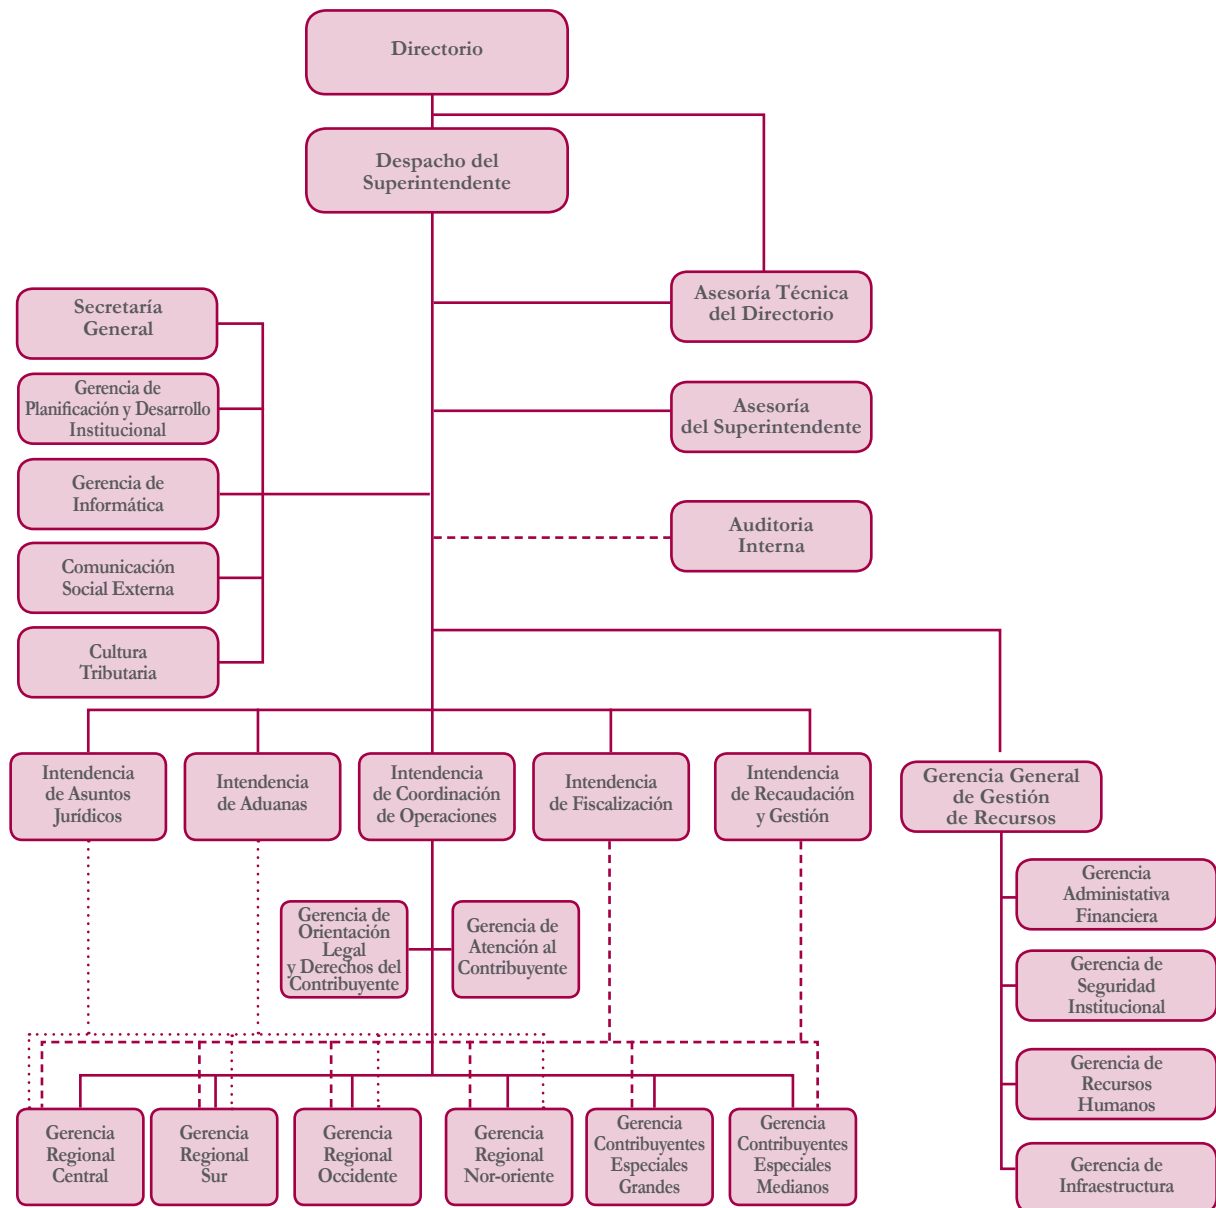 Directorio
Despacho del
Superintendente
Asesoría Técnica
del Directorio
Secretaría
General
Gerencia de
Planificación y Desarrollo
Institucional
Asesoría
del Superintendente
Gerencia de
Informática
Auditoria
Interna
Comunicación
Social Externa
Cultura
Tributaria
Intendencia
de Asuntos
Jurídicos
Intendencia
de Aduanas
Intendencia
de Coordinación
de Operaciones
Intendencia
de Fiscalización
Intendencia
de Recaudación
y Gestión
Gerencia General
de Gestión
de Recursos
Gerencia
Administativa
Financiera
Gerencia de
Orientación
Legal
y Derechos del
Contribuyente
Gerencia de
Atención al
Contribuyente
Gerencia de
Seguridad
Institucional
Gerencia de
Recursos
Humanos
Gerencia
Regional
Central
Gerencia
Regional
Sur
Gerencia
Regional
Occidente
Gerencia
Regional
Nor-oriente
Gerencia
Contribuyentes
Especiales
Grandes
Gerencia
Contribuyentes
Especiales
Medianos
Gerencia de
Infraestructura